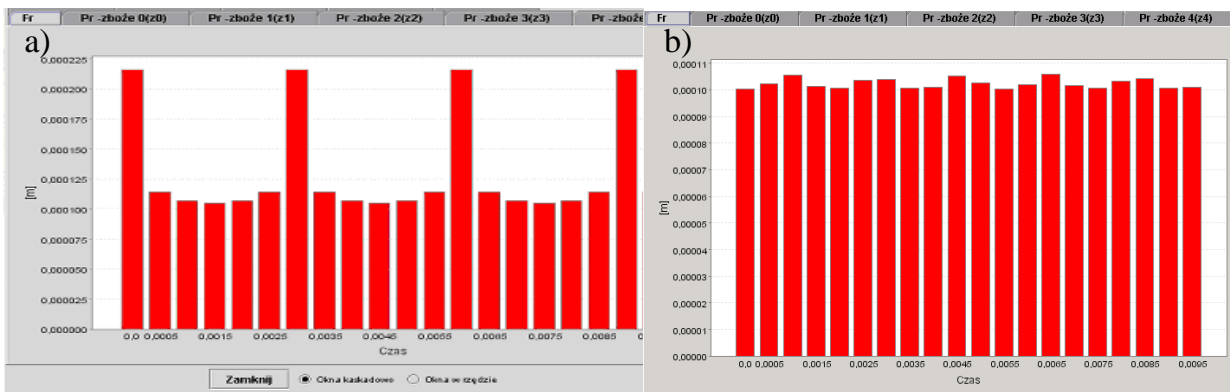 Fr Pr -zboże 0(z0) Pr -zboże 1(z1) Pr -zboże 2(z2) Pr -zboże 3(z3) Pr -zboże
a)
0,000225
0,000200
0,000175
0,000150
0,000125
0,000100
0,000075
0,000050
0,000025
0,000000
[m]
0,0 0,0005 0,0015 0,0025 0,0035 0,0045 0,0055 0,0065 0,0075 0,0085
Czas
Zamknij Okna kaskadowo Okna w rzędzie
Fr Pr -zboże 0(z0) Pr -zboże 1(z1) Pr -zboże 2(z2) Pr -zboże 3(z3) Pr -zboże 4(z4)
b)
0,00011
0,00010
0,00009
0,00008
0,00007
0,00006
0,00005
0,00004
0,00003
0,00002
0,00001
0,00000
[m]
0,0 0,0005 0,0015 0,0025 0,0035 0,0045 0,0055 0,0065 0,0075 0,0085 0,0095
Czas